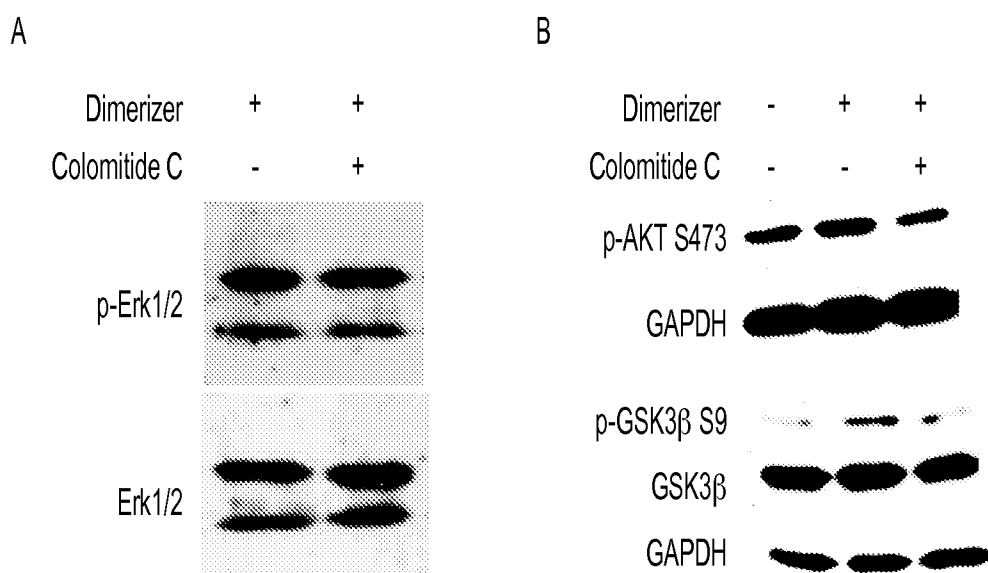 A
Dimerizer + +
Colomitide C - +
p-Erk1/2
Erk1/2
B
Dimerizer - + +
Colomitide C - - +
p-AKT S473
GAPDH
p-GSK3β S9
GSK3β
GAPDH